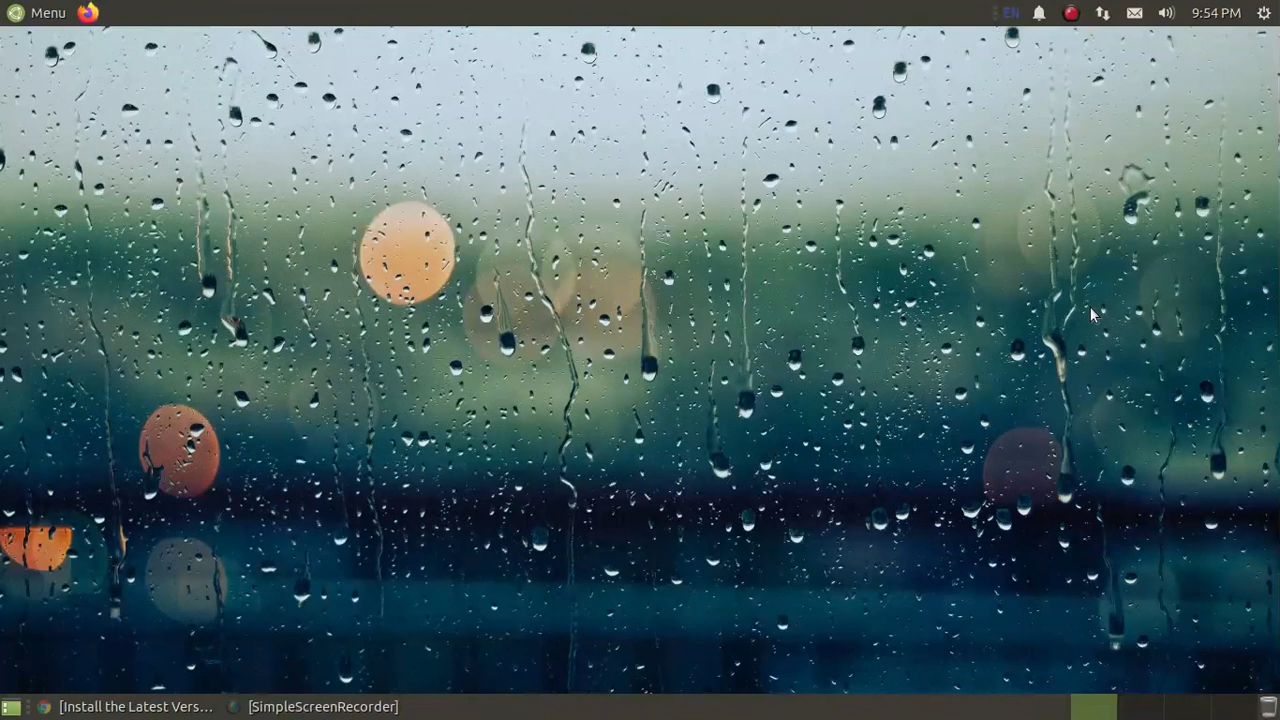 Menu
EN
9:54 PM
[Install the Latest Vers...
[SimpleScreenRecorder]